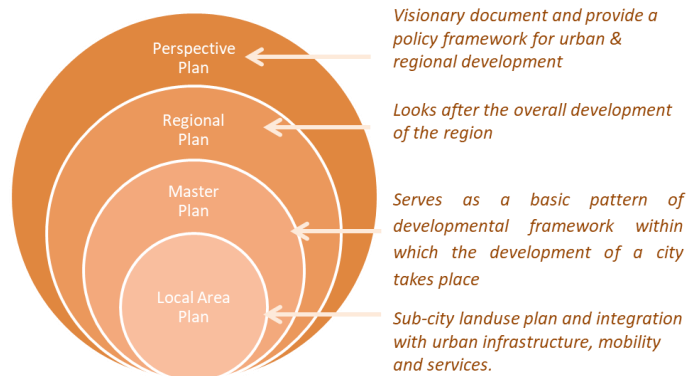 Perspective
Plan
Visionary document and provide a
policy framework for urban &
regional development
Regional
Plan
Looks after the overall development
of the region
Master
Plan
Serves as a basic pattern of
developmental framework within
which the development of a city
takes place
Local Area
Plan
Sub-city landuse plan and integration
with urban infrastructure, mobility
and services.